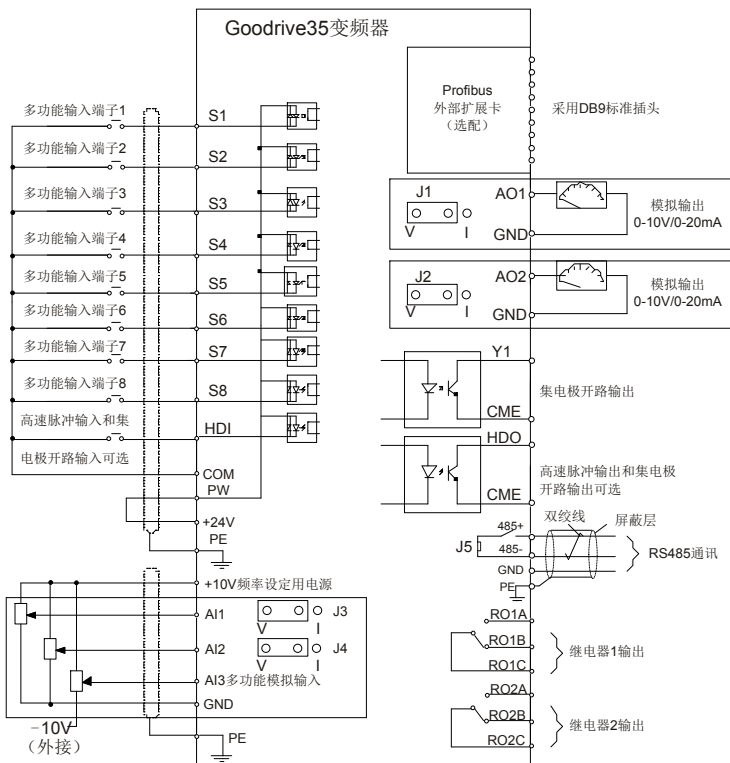 Goodrive35变频器
多功能输入端子1
S1
多功能输入端子2
S2
多功能输入端子3
S3
多功能输入端子4
S4
多功能输入端子5
S5
多功能输入端子6
S6
多功能输入端子7
S7
多功能输入端子8
S8
高速脉冲输入和集
HDI
电极开路输入可选
COM
PW
+24V
PE
+10V频率设定用电源
AI1
J3
V
I
AI2
J4
V
I
AI3多功能模拟输入
GND
-10V
(外接)
PE
Profibus
外部扩展卡
(选配)
采用DB9标准插头
J1
V
I
AO1
GND
模拟输出
0-10V/0-20mA
J2
V
I
AO2
GND
模拟输出
0-10V/0-20mA
Y1
CME
集电极开路输出
HDO
CME
高速脉冲输出和集电极
开路输出可选
双绞线
屏蔽层
485+
J5
485-
GND
PE
RS485通讯
RO1A
RO1B
RO1C
继电器1输出
RO2A
RO2B
RO2C
继电器2输出